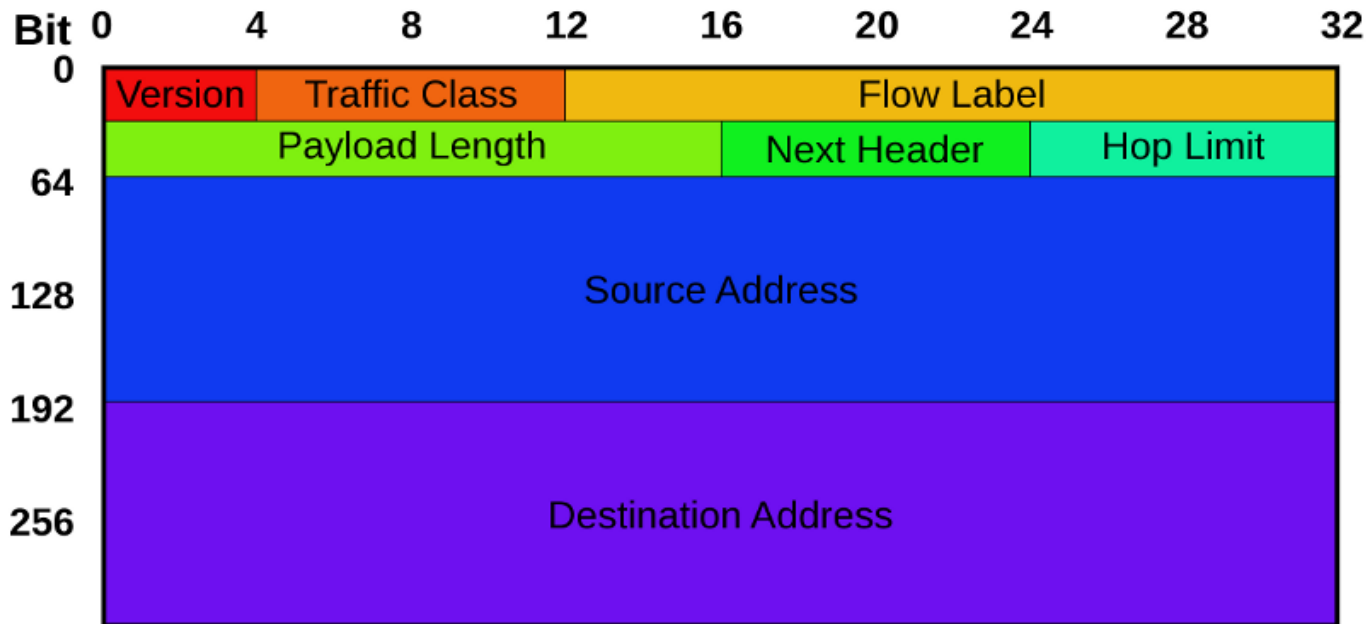 Bit 0 4 8 12 16 20 24 28 32
0
Version Traffic Class Flow Label
Payload Length Next Header Hop Limit
64
Source Address
128
192
Destination Address
256